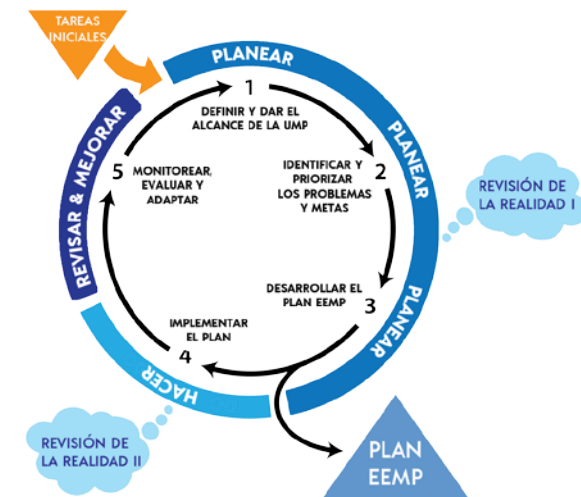 TAREAS
INICIALES
PLANEAR
1
DEFINIR Y DAR EL
ALCANCE DE LA UMP
PLANEAR
2
IDENTIFICAR Y
PRIORIZAR
LOS PROBLEMAS
Y METAS
REVISIÓN DE
LA REALIDAD I
PLANEAR
3
DESARROLLAR EL
PLAN EEMP
PLAN
EEMP
HACER
4
IMPLEMENTAR
EL PLAN
REVISIÓN DE
LA REALIDAD II
REVISAR & MEJORAR
5
MONITOREAR,
EVALUAR Y
ADAPTAR